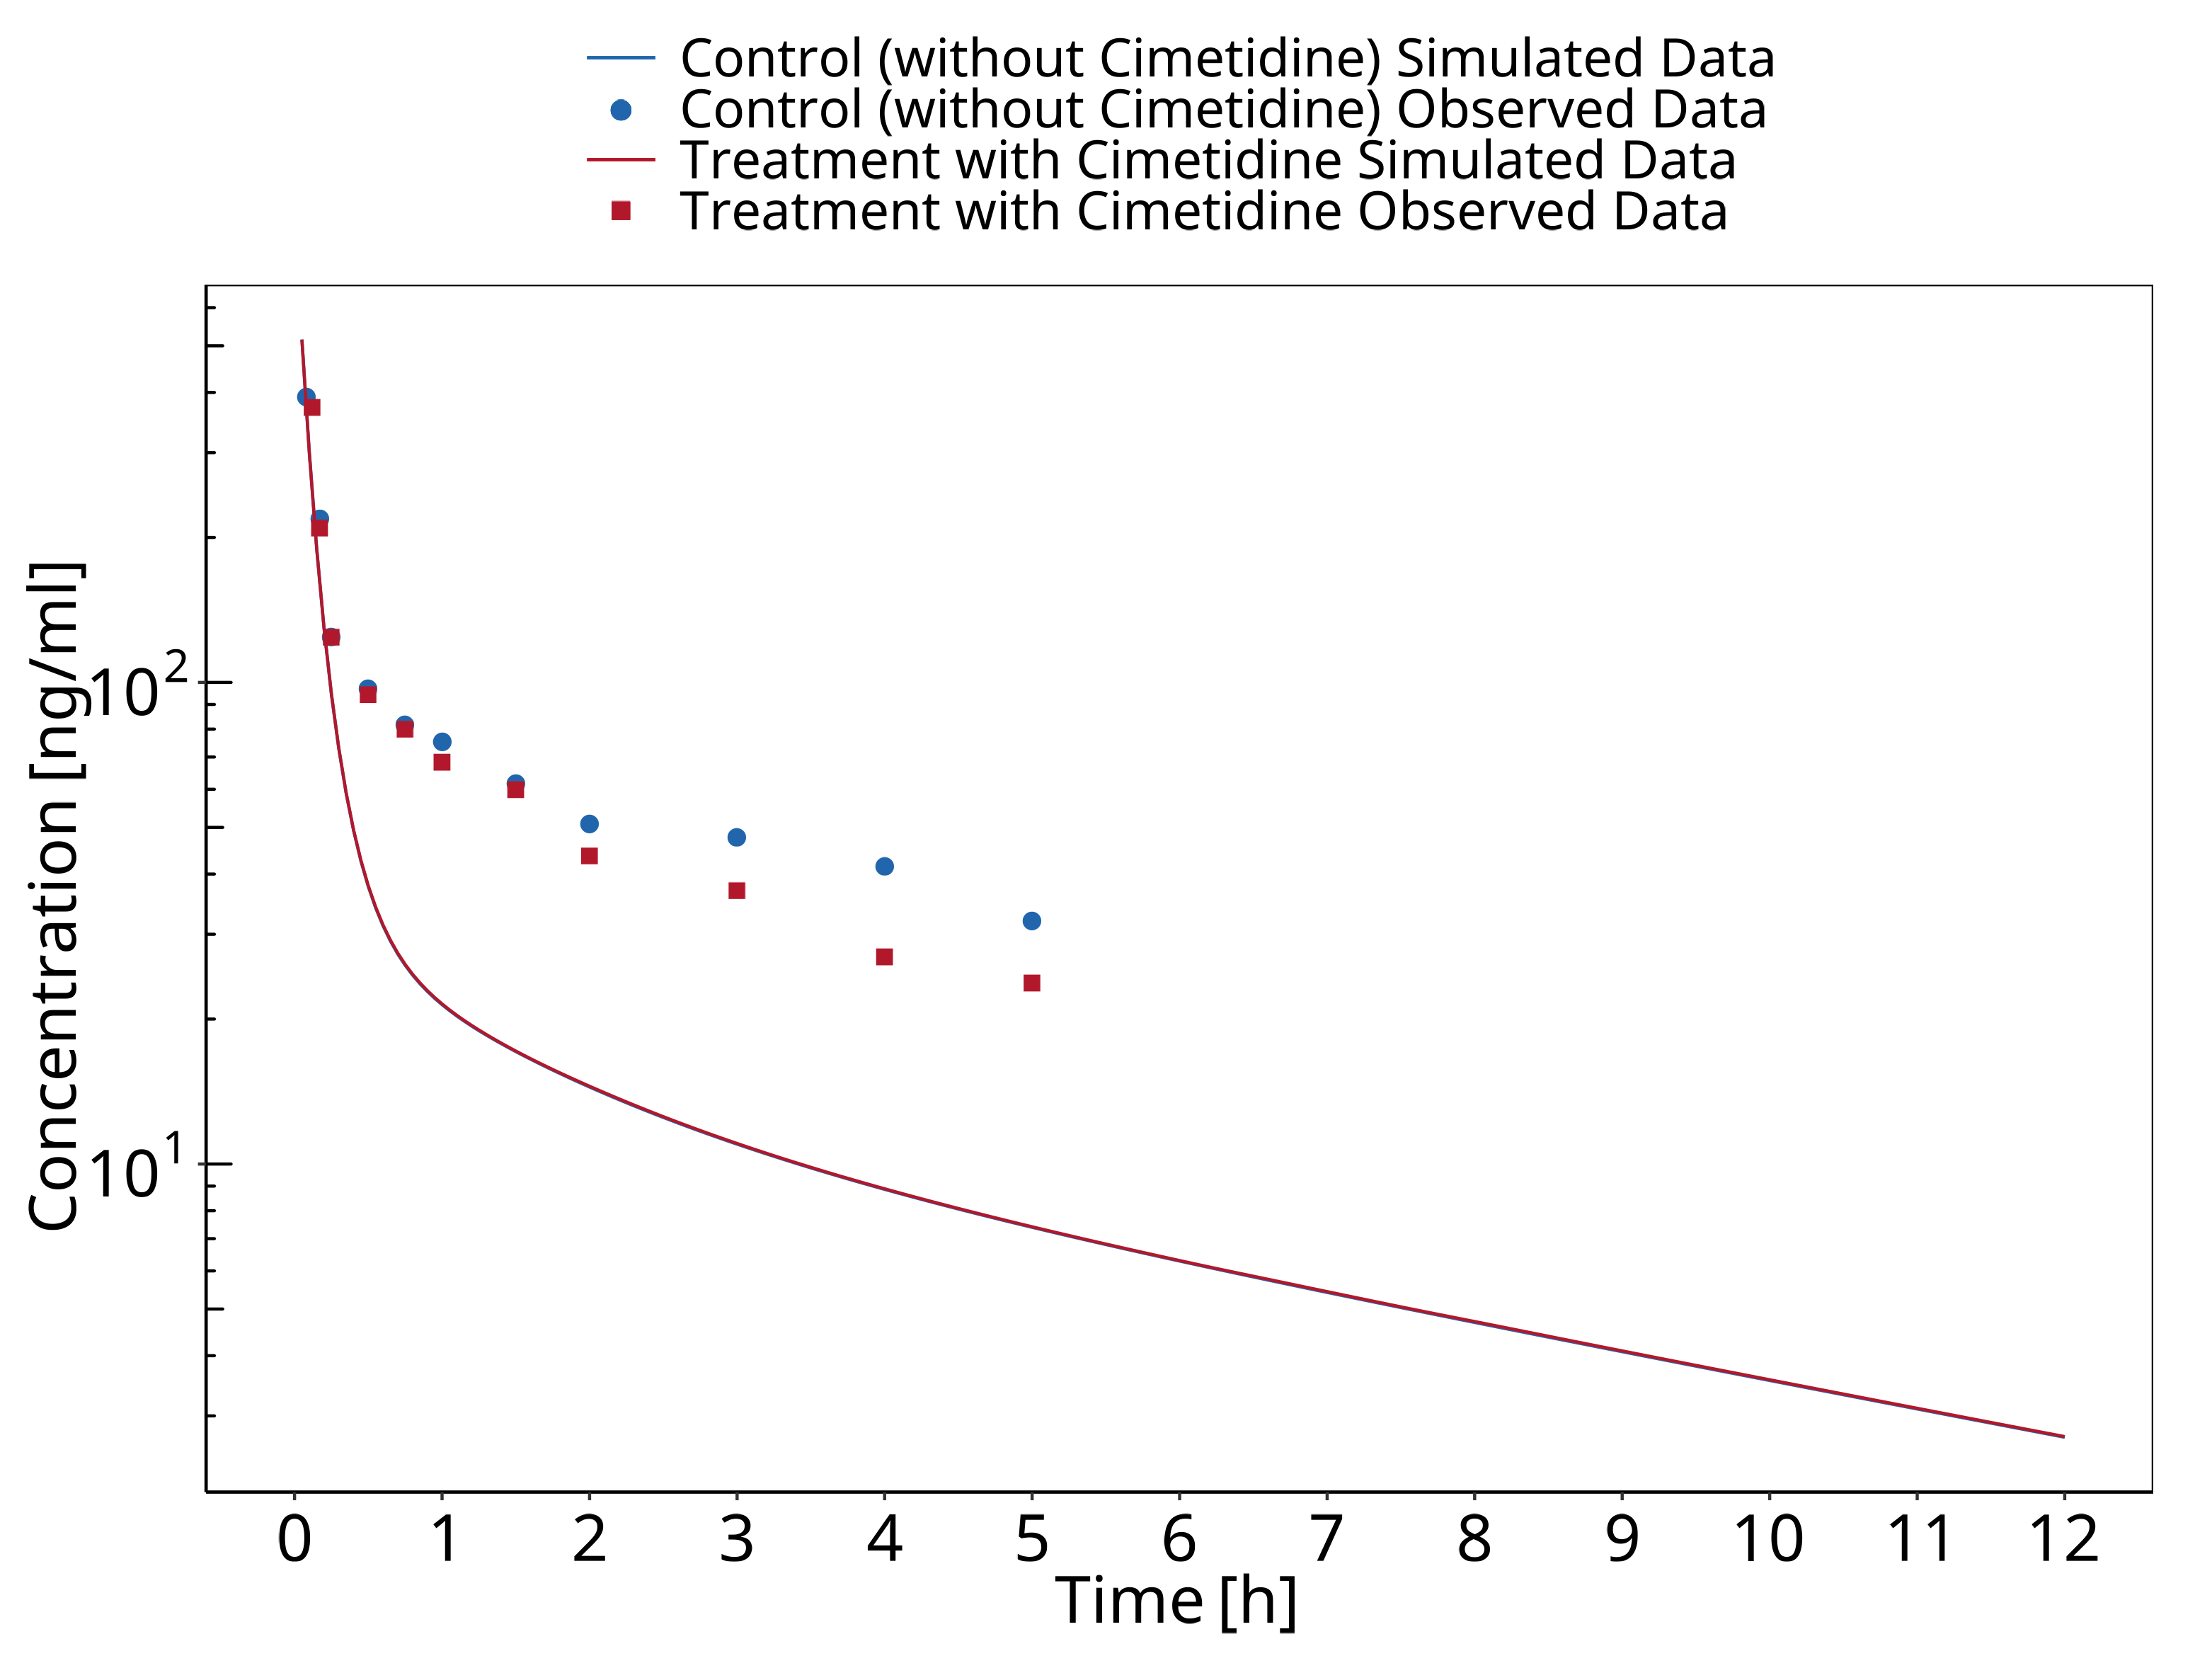 Control (without Cimetidine) Simulated Data
Control (without Cimetidine) Observed Data
Treatment with Cimetidine Simulated Data
Treatment with Cimetidine Observed Data
Concentration [ng/ml]
10²
10¹
0 1 2 3 4 5 6 7 8 9 10 11 12
Time [h]